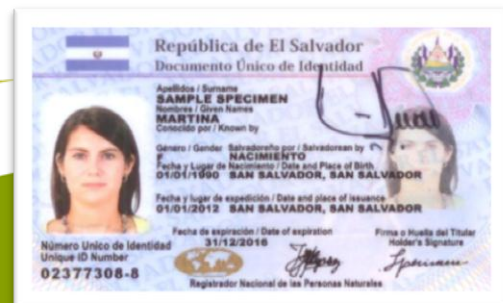 República de El Salvador
Documento Único de Identidad
Apellidos / Surname
SAMPLE SPECIMEN
Nombres / Given Names
MARTINA
Conocido por / Known by
Género / Gender Salvadoreño por / Salvadorean by
F NACIMIENTO
Fecha y Lugar de Nacimiento / Date and Place of Birth
01/01/1990 SAN SALVADOR, SAN SALVADOR
Fecha y lugar de expedición / Date and place of issuance
01/01/2012 SAN SALVADOR, SAN SALVADOR
Fecha de expiración / Date of expiration
31/12/2016
Firma o Huella del Titular
Holder's Signature
Número Unico de Identidad
Unique ID Number
02377308-8
Registrador Nacional de las Personas Naturales